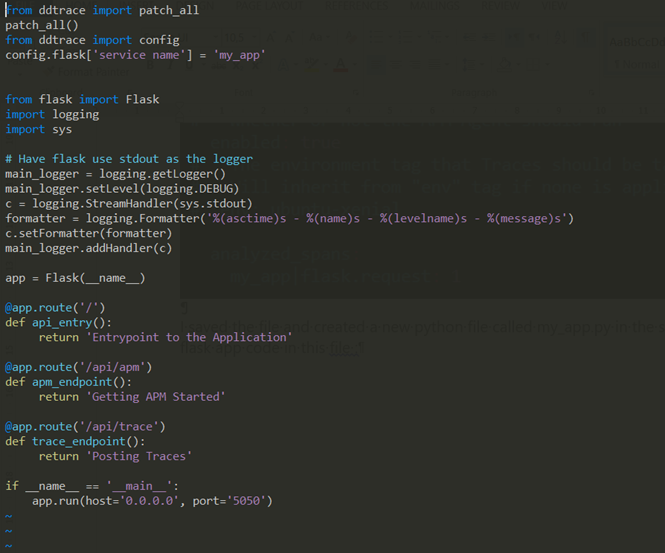 from ddtrace import patch_all
patch_all()
from ddtrace import config
config.flask['service name'] = 'my_app'
from flask import Flask
import logging
import sys
# Have flask use stdout as the logger
main_logger = logging.getLogger()
main_logger.setLevel(logging.DEBUG)
c = logging.StreamHandler(sys.stdout)
formatter = logging.Formatter('%(asctime)s - %(name)s - %(levelname)s - %(message)s')
c.setFormatter(formatter)
main_logger.addHandler(c)
app = Flask(__name__)
@app.route('/')
def api_entry():
     return 'Entrypoint to the Application'
@app.route('/api/apm')
def apm_endpoint():
     return 'Getting APM Started'
@app.route('/api/trace')
def trace_endpoint():
     return 'Posting Traces'
if __name__ == '__main__':
    app.run(host='0.0.0.0', port='5050')
~
~
~